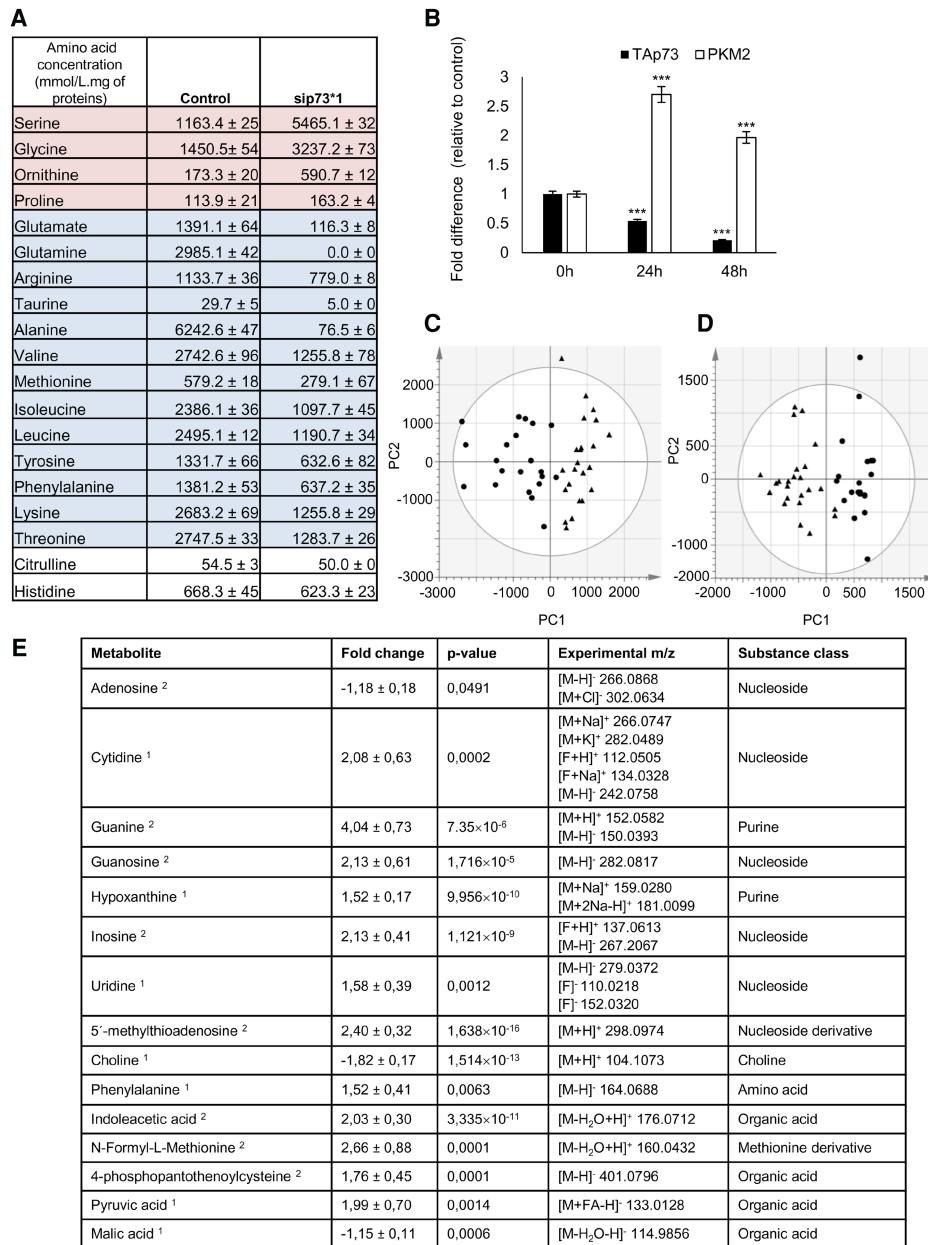 A
Amino acid
concentration
(mmol/L.mg of
proteins) Control sip73*1
Serine 1163.4 ± 25 5465.1 ± 32
Glycine 1450.5± 54 3237.2 ± 73
Ornithine 173.3 ± 20 590.7 ± 12
Proline 113.9 ± 21 163.2 ± 4
Glutamate 1391.1 ± 64 116.3 ± 8
Glutamine 2985.1 ± 42 0.0 ± 0
Arginine 1133.7 ± 36 779.0 ± 8
Taurine 29.7 ± 5 5.0 ± 0
Alanine 6242.6 ± 47 76.5 ± 6
Valine 2742.6 ± 96 1255.8 ± 78
Methionine 579.2 ± 18 279.1 ± 67
Isoleucine 2386.1 ± 36 1097.7 ± 45
Leucine 2495.1 ± 12 1190.7 ± 34
Tyrosine 1331.7 ± 66 632.6 ± 82
Phenylalanine 1381.2 ± 53 637.2 ± 35
Lysine 2683.2 ± 69 1255.8 ± 29
Threonine 2747.5 ± 33 1283.7 ± 26
Citrulline 54.5 ± 3 50.0 ± 0
Histidine 668.3 ± 45 623.3 ± 23
B
TAp73 PKM2
Fold difference (relative to control)
3
2.5
2
1.5
1
0.5
0
***
***
***
***
0h 24h 48h
C
PC2
2000
1000
0
-1000
-3000
-3000 -1000 0 1000 2000
PC1
D
PC2
1500
500
0
-1000
-2000
-2000 -1000 0 500 1500
PC1
E
Metabolite Fold change p-value Experimental m/z Substance class
Adenosine ² -1,18 ± 0,18 0,0491 [M-H]⁻ 266.0868 Nucleoside
[M+Cl]⁻ 302.0634
Cytidine ¹ 2,08 ± 0,63 0,0002 [M+Na]⁺ 266.0747 Nucleoside
[M+K]⁺ 282.0489
[F+H]⁺ 112.0505
[F+Na]⁺ 134.0328
[M-H]⁻ 242.0758
Guanine ² 4,04 ± 0,73 7.35×10⁻⁶ [M+H]⁺ 152.0582 Purine
[M-H]⁻ 150.0393
Guanosine ² 2,13 ± 0,61 1,716×10⁻⁵ [M-H]⁻ 282.0817 Nucleoside
Hypoxanthine ¹ 1,52 ± 0,17 9,956×10⁻¹⁰ [M+Na]⁺ 159.0280 Purine
[M+2Na-H]⁺ 181.0099
Inosine ² 2,13 ± 0,41 1,121×10⁻⁹ [F+H]⁺ 137.0613 Nucleoside
[M-H]⁻ 267.2067
Uridine ¹ 1,58 ± 0,39 0,0012 [M-H]⁻ 279.0372 Nucleoside
[F]⁻ 110.0218
[F]⁻ 152.0320
5´-methylthioadenosine ² 2,40 ± 0,32 1,638×10⁻¹⁶ [M+H]⁺ 298.0974 Nucleoside derivative
Choline ¹ -1,82 ± 0,17 1,514×10⁻¹³ [M+H]⁺ 104.1073 Choline
Phenylalanine ¹ 1,52 ± 0,41 0,0063 [M-H]⁻ 164.0688 Amino acid
Indoleacetic acid ² 2,03 ± 0,30 3,335×10⁻¹¹ [M-H₂O+H]⁺ 176.0712 Organic acid
N-Formyl-L-Methionine ² 2,66 ± 0,88 0,0001 [M-H₂O+H]⁺ 160.0432 Methionine derivative
4-phosphopantothenoylcysteine ² 1,76 ± 0,45 0,0001 [M-H]⁻ 401.0796 Organic acid
Pyruvic acid ¹ 1,99 ± 0,70 0,0014 [M+FA-H]⁻ 133.0128 Organic acid
Malic acid ¹ -1,15 ± 0,11 0,0006 [M-H₂O-H]⁻ 114.9856 Organic acid